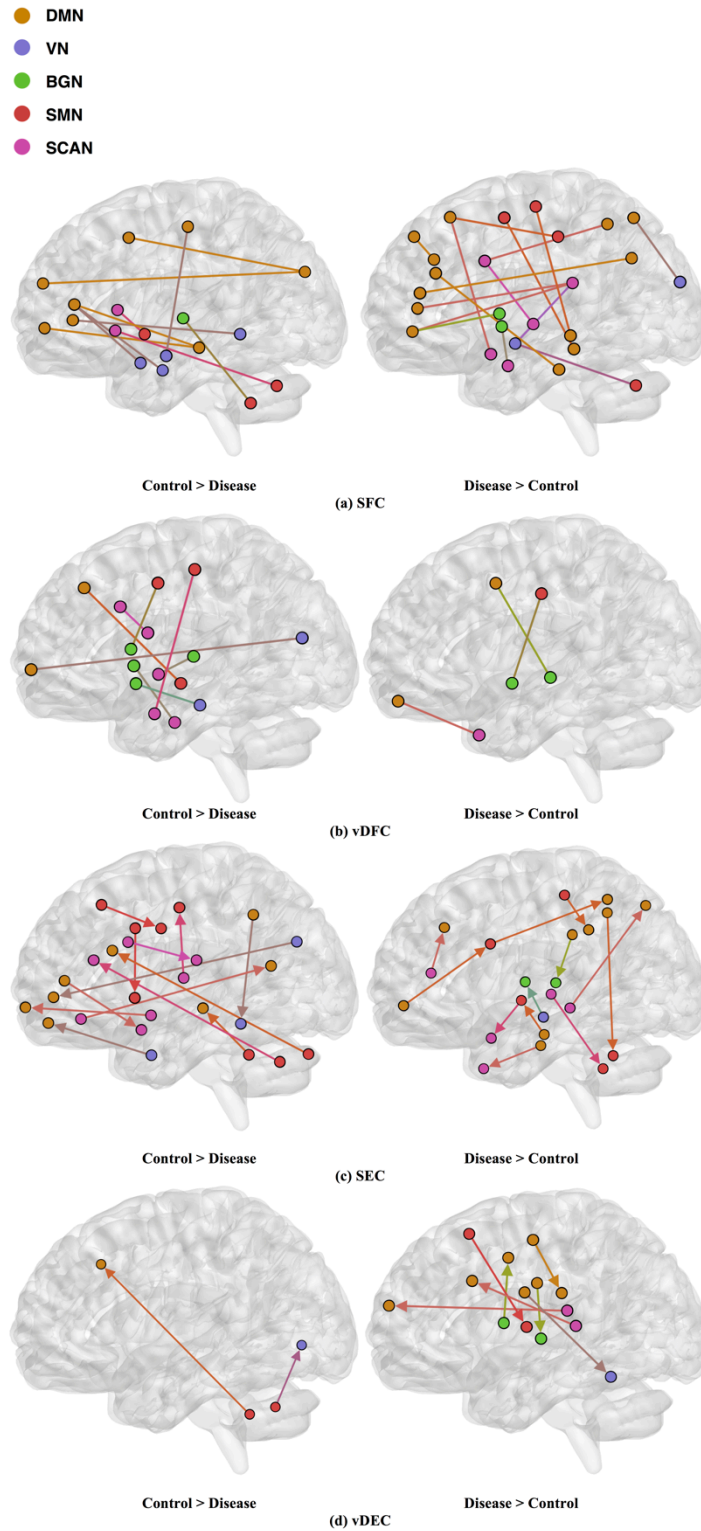 DMN
VN
BGN
SMN
SCAN
Control > Disease
Disease > Control
(a) SFC
Control > Disease
Disease > Control
(b) vDFC
Control > Disease
Disease > Control
(c) SEC
Control > Disease
Disease > Control
(d) vDEC